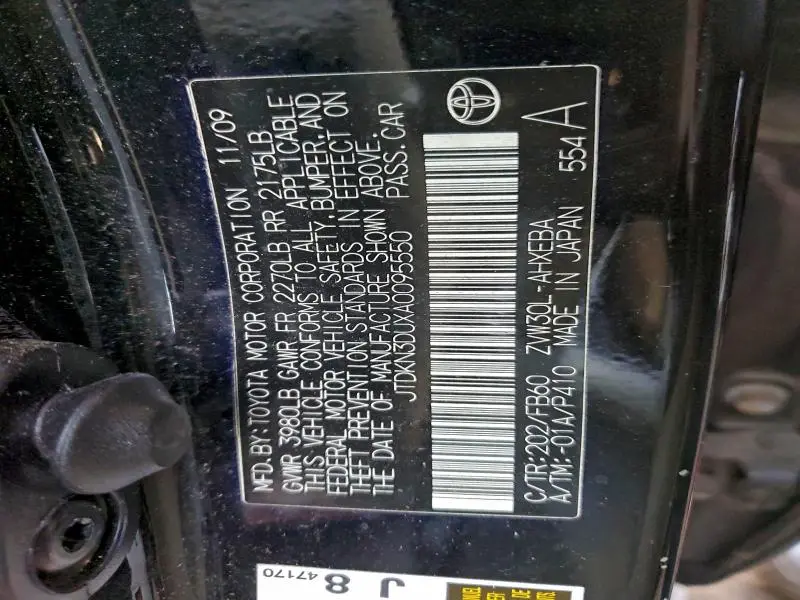 MFD.BY:TOYOTA MOTOR CORPORATION 11/09
GVWR 3980LB GAWR FR 2270LB RR 2175LB
THIS VEHICLE CONFORMS TO ALL APPLICABLE
FEDERAL MOTOR VEHICLE SAFETY,BUMPER,AND
THEFT PREVENTION STANDARDS IN EFFECT ON
THE DATE OF MANUFACTURE SHOWN ABOVE.
JTDKN3DUXA0095550 PASS.CAR
C/TR:202/FB60 ZVW30L-AHXEBA
A/TM:-01A/P410 MADE IN JAPAN 554A
J 8
47170